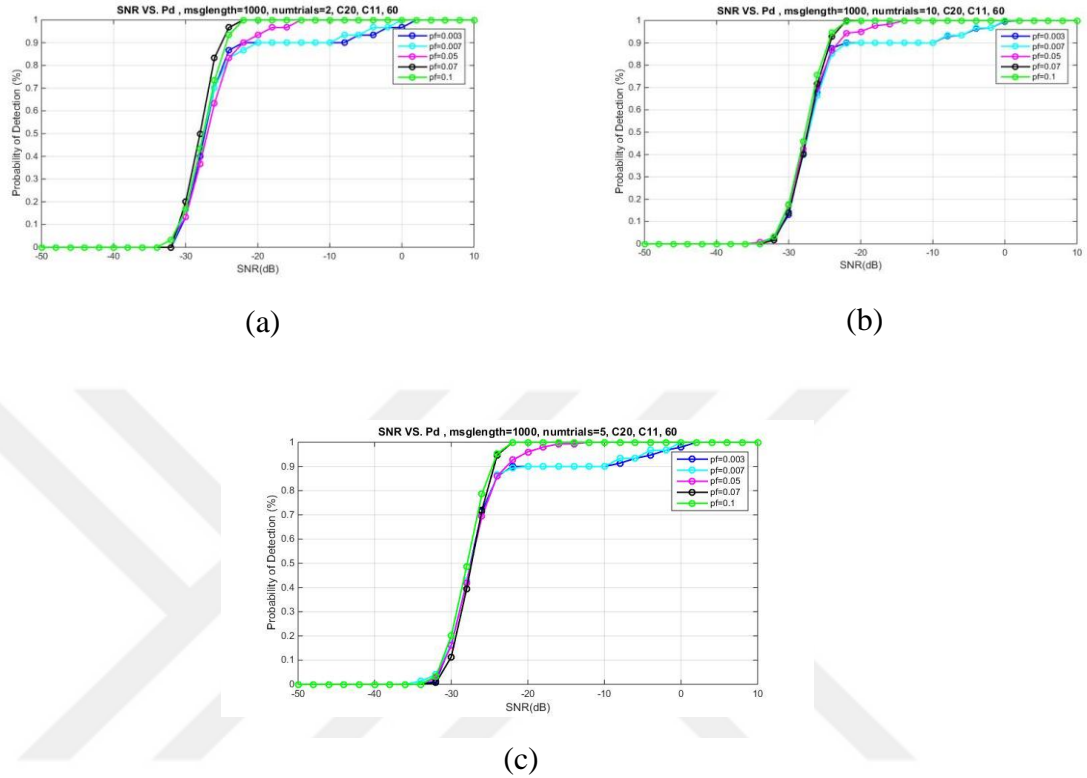 SNR VS. Pd , msglength=1000, numtrials=2, C20, C11, 60
Probability of Detection (%)
1
0.9
0.8
0.7
0.6
0.5
0.4
0.3
0.2
0.1
0
-50
-40
-30
-20
-10
0
10
SNR(dB)
pf=0.003
pf=0.007
pf=0.05
pf=0.07
pf=0.1
(a)
SNR VS. Pd , msglength=1000, numtrials=10, C20, C11, 60
Probability of Detection (%)
1
0.9
0.8
0.7
0.6
0.5
0.4
0.3
0.2
0.1
0
-50
-40
-30
-20
-10
0
10
SNR(dB)
pf=0.003
pf=0.007
pf=0.05
pf=0.07
pf=0.1
(b)
SNR VS. Pd , msglength=1000, numtrials=5, C20, C11, 60
Probability of Detection (%)
1
0.9
0.8
0.7
0.6
0.5
0.4
0.3
0.2
0.1
0
-50
-40
-30
-20
-10
0
10
SNR(dB)
pf=0.003
pf=0.007
pf=0.05
pf=0.07
pf=0.1
(c)